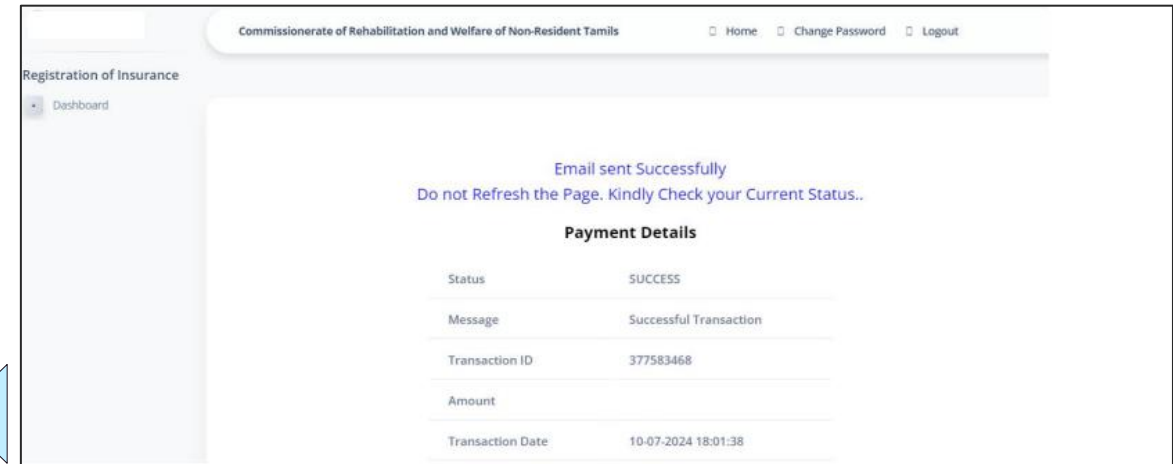 Commissionerate of Rehabilitation and Welfare of Non-Resident Tamils Home Change Password Logout
Registration of Insurance
Dashboard
Email sent Successfully
Do not Refresh the Page. Kindly Check your Current Status..
Payment Details
Status SUCCESS
Message Successful Transaction
Transaction ID 377583468
Amount
Transaction Date 10-07-2024 18:01:38